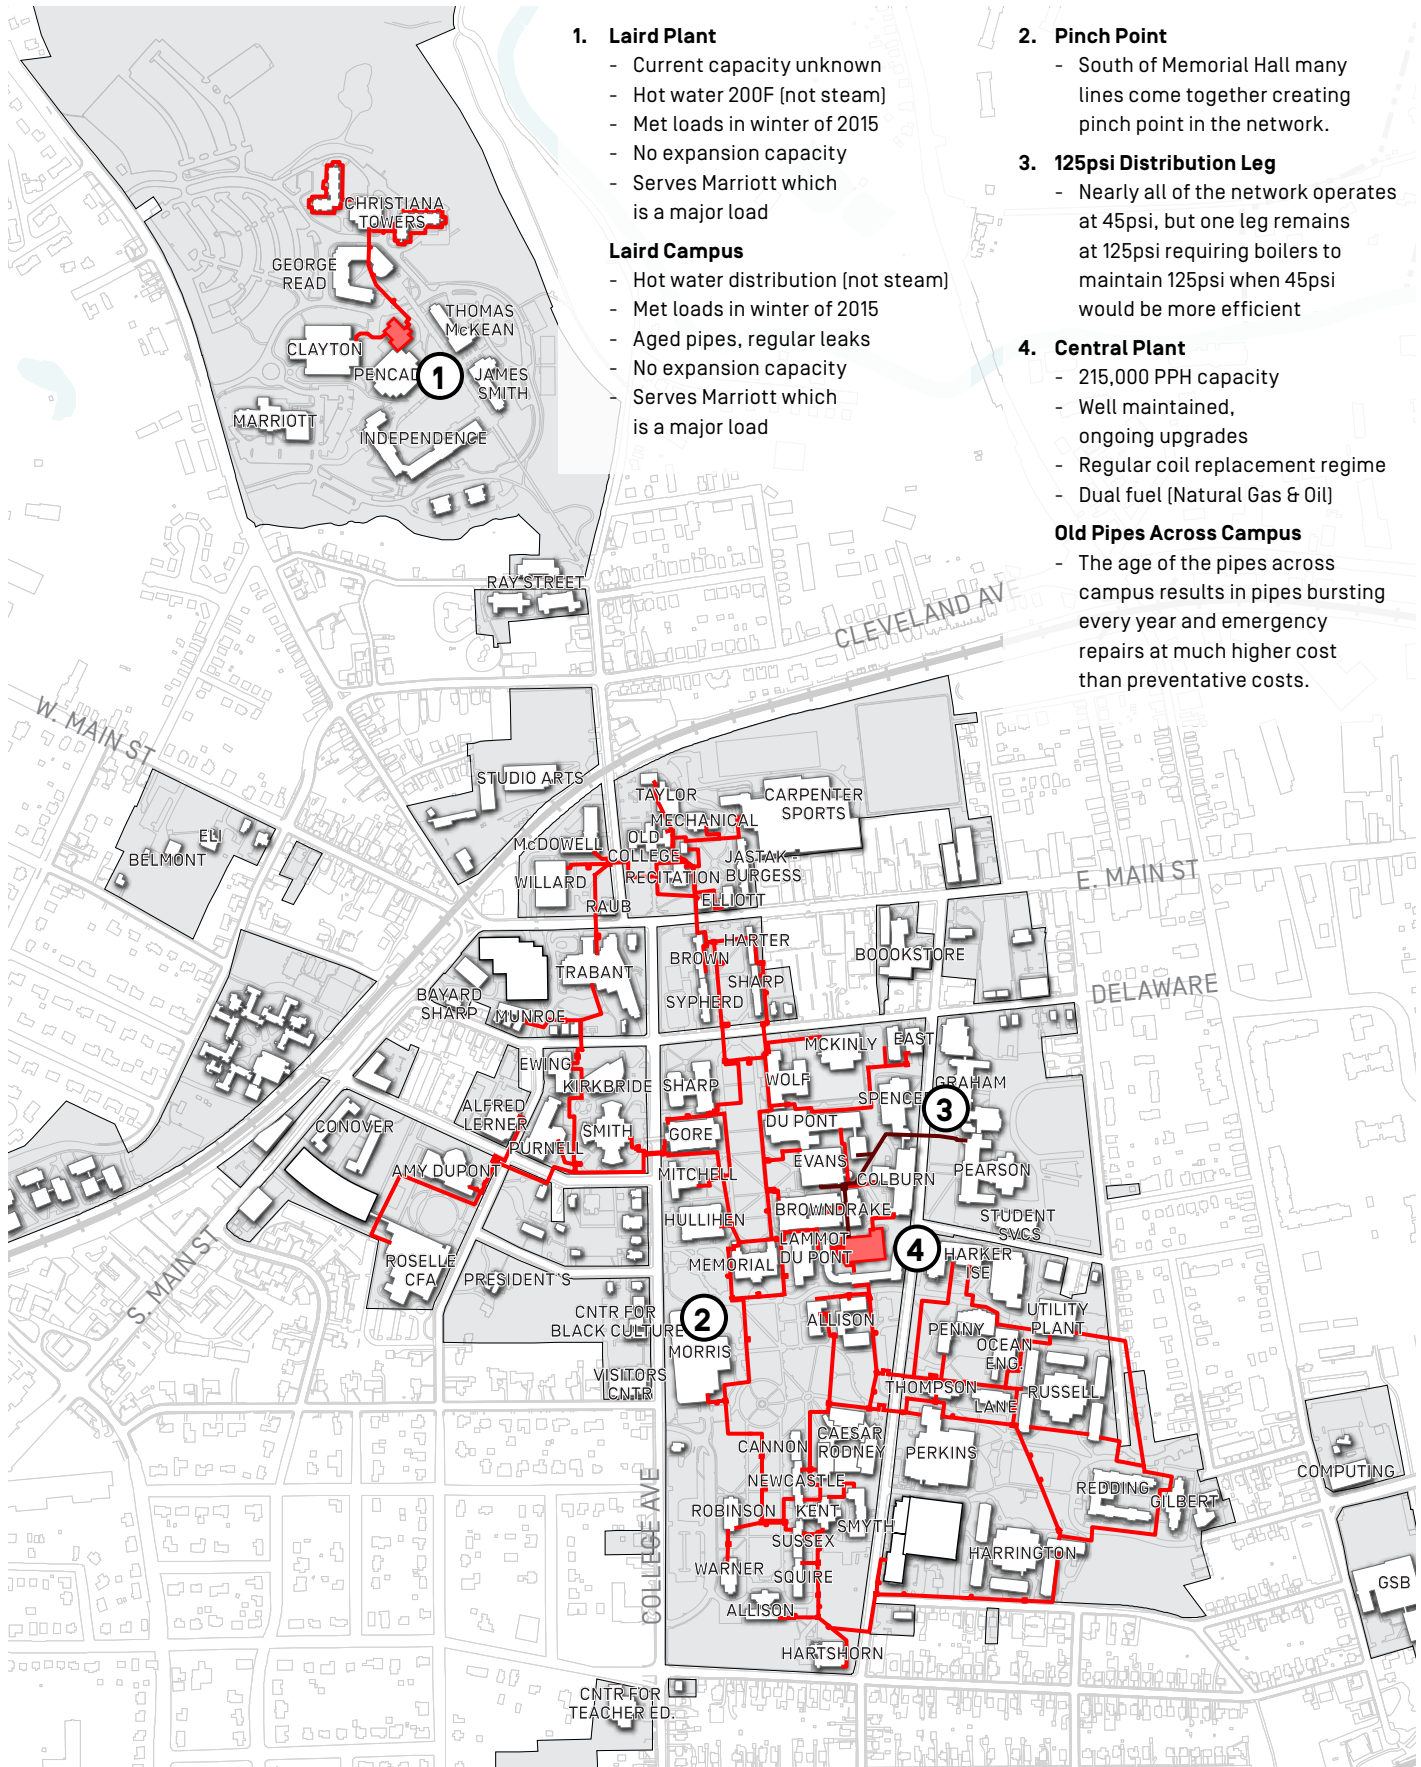 1. Laird Plant
- Current capacity unknown
- Hot water 200F (not steam)
- Met loads in winter of 2015
- No expansion capacity
- Serves Marriott which
is a major load
Laird Campus
- Hot water distribution (not steam)
- Met loads in winter of 2015
- Aged pipes, regular leaks
- No expansion capacity
- Serves Marriott which
is a major load
2. Pinch Point
- South of Memorial Hall many
lines come together creating
pinch point in the network.
3. 125psi Distribution Leg
- Nearly all of the network operates
at 45psi, but one leg remains
at 125psi requiring boilers to
maintain 125psi when 45psi
would be more efficient
4. Central Plant
- 215,000 PPH capacity
- Well maintained,
ongoing upgrades
- Regular coil replacement regime
- Dual fuel (Natural Gas & Oil)
Old Pipes Across Campus
- The age of the pipes across
campus results in pipes bursting
every year and emergency
repairs at much higher cost
than preventative costs.
CHRISTIANA
TOWERS
GEORGE
READ
THOMAS
McKEAN
CLAYTON
PENCAD
1
JAMES
SMITH
MARRIOTT
INDEPENDENCE
RAY STREET
CLEVELAND AV
W. MAIN ST
STUDIO ARTS
TAYLOR
CARPENTER
SPORTS
MECHANICAL
ELI
BELMONT
McDOWELL
OLD
COLLEGE
JASTAK -
BURGESS
WILLARD
RECITATION
E. MAIN ST
RAUB
ELLIOTT
HARTER
BROWN
BOOOKSTORE
TRABANT
SHARP
DELAWARE
BAYARD
SHARP
SYPHERD
MUNROE
MCKINLY
EAST
EWING
KIRKBRIDE
SHARP
WOLF
GRAHAM
SPENCE
3
ALFRED
LERNER
CONOVER
SMITH
GORE
DU PONT
PURNELL
EVANS
AMY DUPONT
MITCHELL
COLBURN
PEARSON
HULLIHEN
BROWN
DRAKE
STUDENT
SVCS
LAMMOT
DU PONT
4
HARKER
ISE
S. MAIN ST
ROSELLE
CFA
PRESIDENT'S
MEMORIAL
CNTR FOR
BLACK CULTURE
2
ALLISON
PENNY
UTILITY
PLANT
MORRIS
OCEAN
ENG.
VISITORS
CNTR
THOMPSON
RUSSELL
LANE
CANNON
CAESAR
RODNEY
PERKINS
COMPUTING
NEWCASTLE
REDDING
GILBERT
COLLEGE AVE
ROBINSON
KENT
SMYTH
SUSSEX
HARRINGTON
WARNER
SQUIRE
GSB
ALLISON
HARTSHORN
CNTR FOR
TEACHER ED.